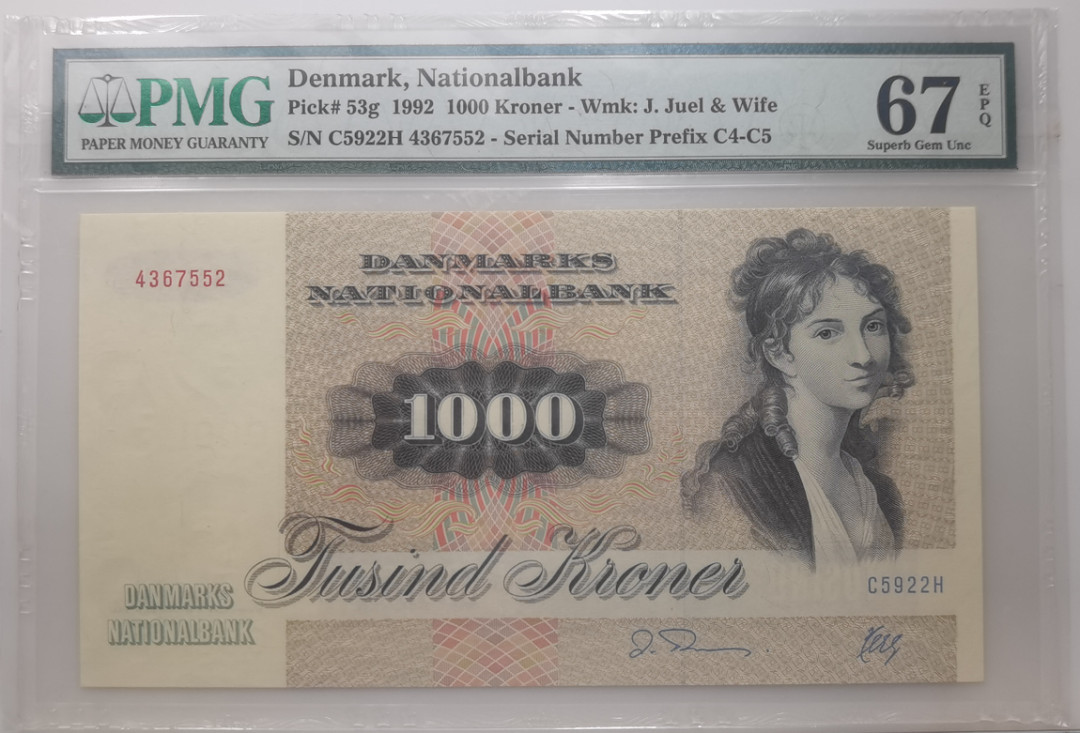 PMG
PAPER MONEY GUARANTY
Denmark, Nationalbank
Pick# 53g 1992 1000 Kroner - Wmk: J. Juel & Wife
S/N C5922H 4367552 - Serial Number Prefix C4-C5
67
EPQ
Superb Gem Unc
4367552
DANMARKS
NATIONALBANK
1000
Tusind Kroner
C5922H
DANMARKS
NATIONALBANK